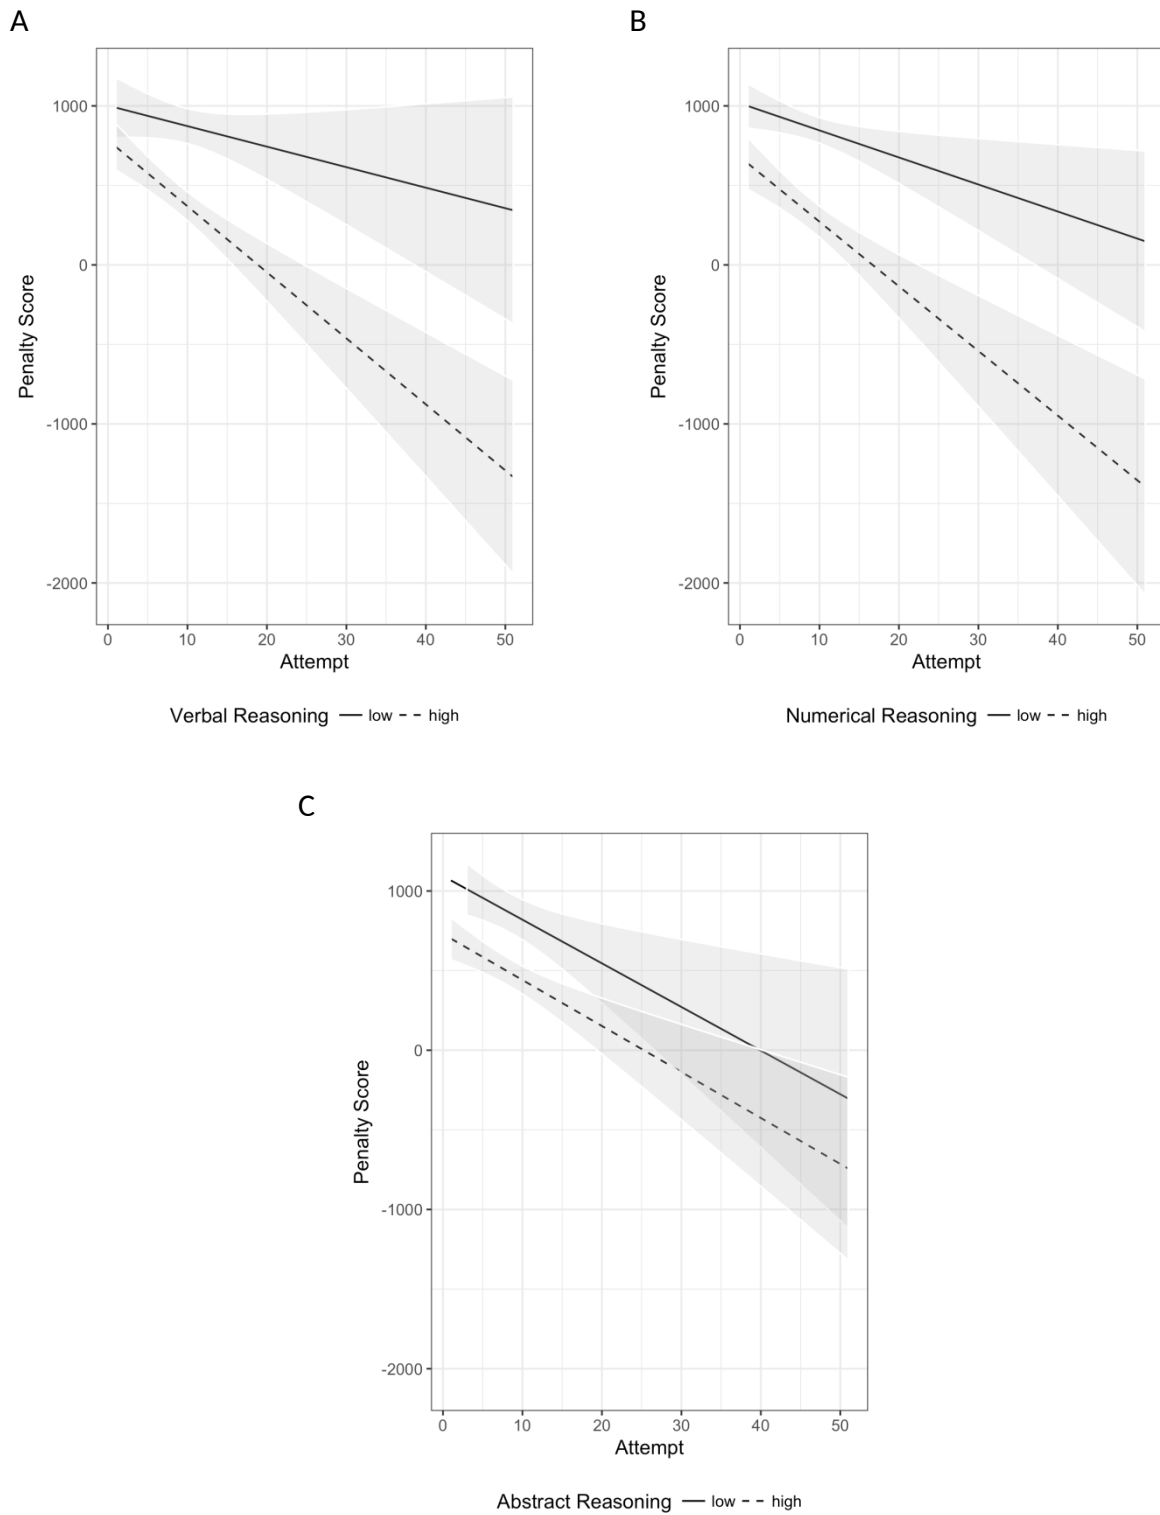 A
B
1000
0
-1000
-2000
Penalty Score
0 10 20 30 40 50
Attempt
Verbal Reasoning low high
1000
0
-1000
-2000
Penalty Score
0 10 20 30 40 50
Attempt
Numerical Reasoning low high
C
1000
0
-1000
-2000
Penalty Score
0 10 20 30 40 50
Attempt
Abstract Reasoning low high